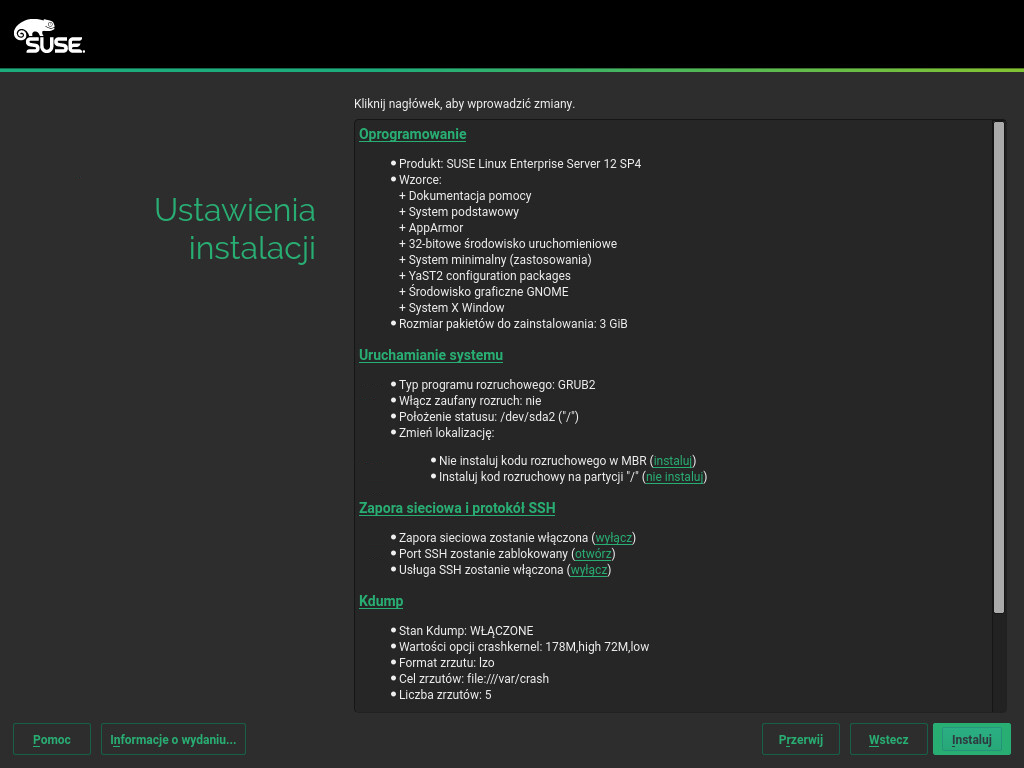 SUSE.
Kliknij nagłówek, aby wprowadzić zmiany.
Ustawienia
instalacji
Oprogramowanie
Produkt: SUSE Linux Enterprise Server 12 SP4
Wzorce:
+ Dokumentacja pomocy
+ System podstawowy
+ AppArmor
+ 32-bitowe środowisko uruchomieniowe
+ System minimalny (zastosowania)
+ YaST2 configuration packages
+ Środowisko graficzne GNOME
+ System X Window
Rozmiar pakietów do zainstalowania: 3 GiB
Uruchamianie systemu
Typ programu rozruchowego: GRUB2
Włącz zaufany rozruch: nie
Położenie statusu: /dev/sda2 ("/")
Zmień lokalizację:
Nie instaluj kodu rozruchowego w MBR (instaluj)
Instaluj kod rozruchowy na partycji "/" (nie instaluj)
Zapora sieciowa i protokół SSH
Zapora sieciowa zostanie włączona (wyłącz)
Port SSH zostanie zablokowany (otwórz)
Usługa SSH zostanie włączona (wyłącz)
Kdump
Stan Kdump: WŁĄCZONE
Wartości opcji crashkernel: 178M,high 72M,low
Format zrzutu: lzo
Cel zrzutów: file:///var/crash
Liczba zrzutów: 5
Pomoc
Informacje o wydaniu...
Przerwij
Wstecz
Instaluj